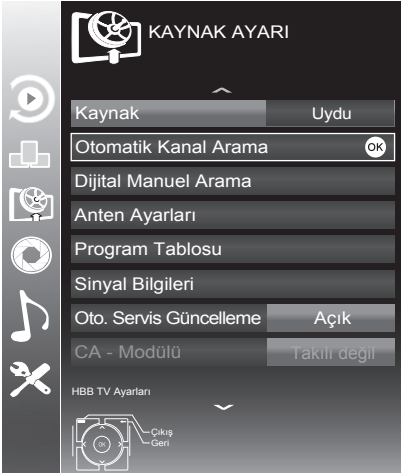 KAYNAK AYARI
Kaynak Uydu
Otomatik Kanal Arama OK
Dijital Manuel Arama
Anten Ayarları
Program Tablosu
Sinyal Bilgileri
Oto. Servis Güncelleme Açık
CA - Modülü Takılı değil
HBB TV Ayarları
Çıkış
Geri
OK